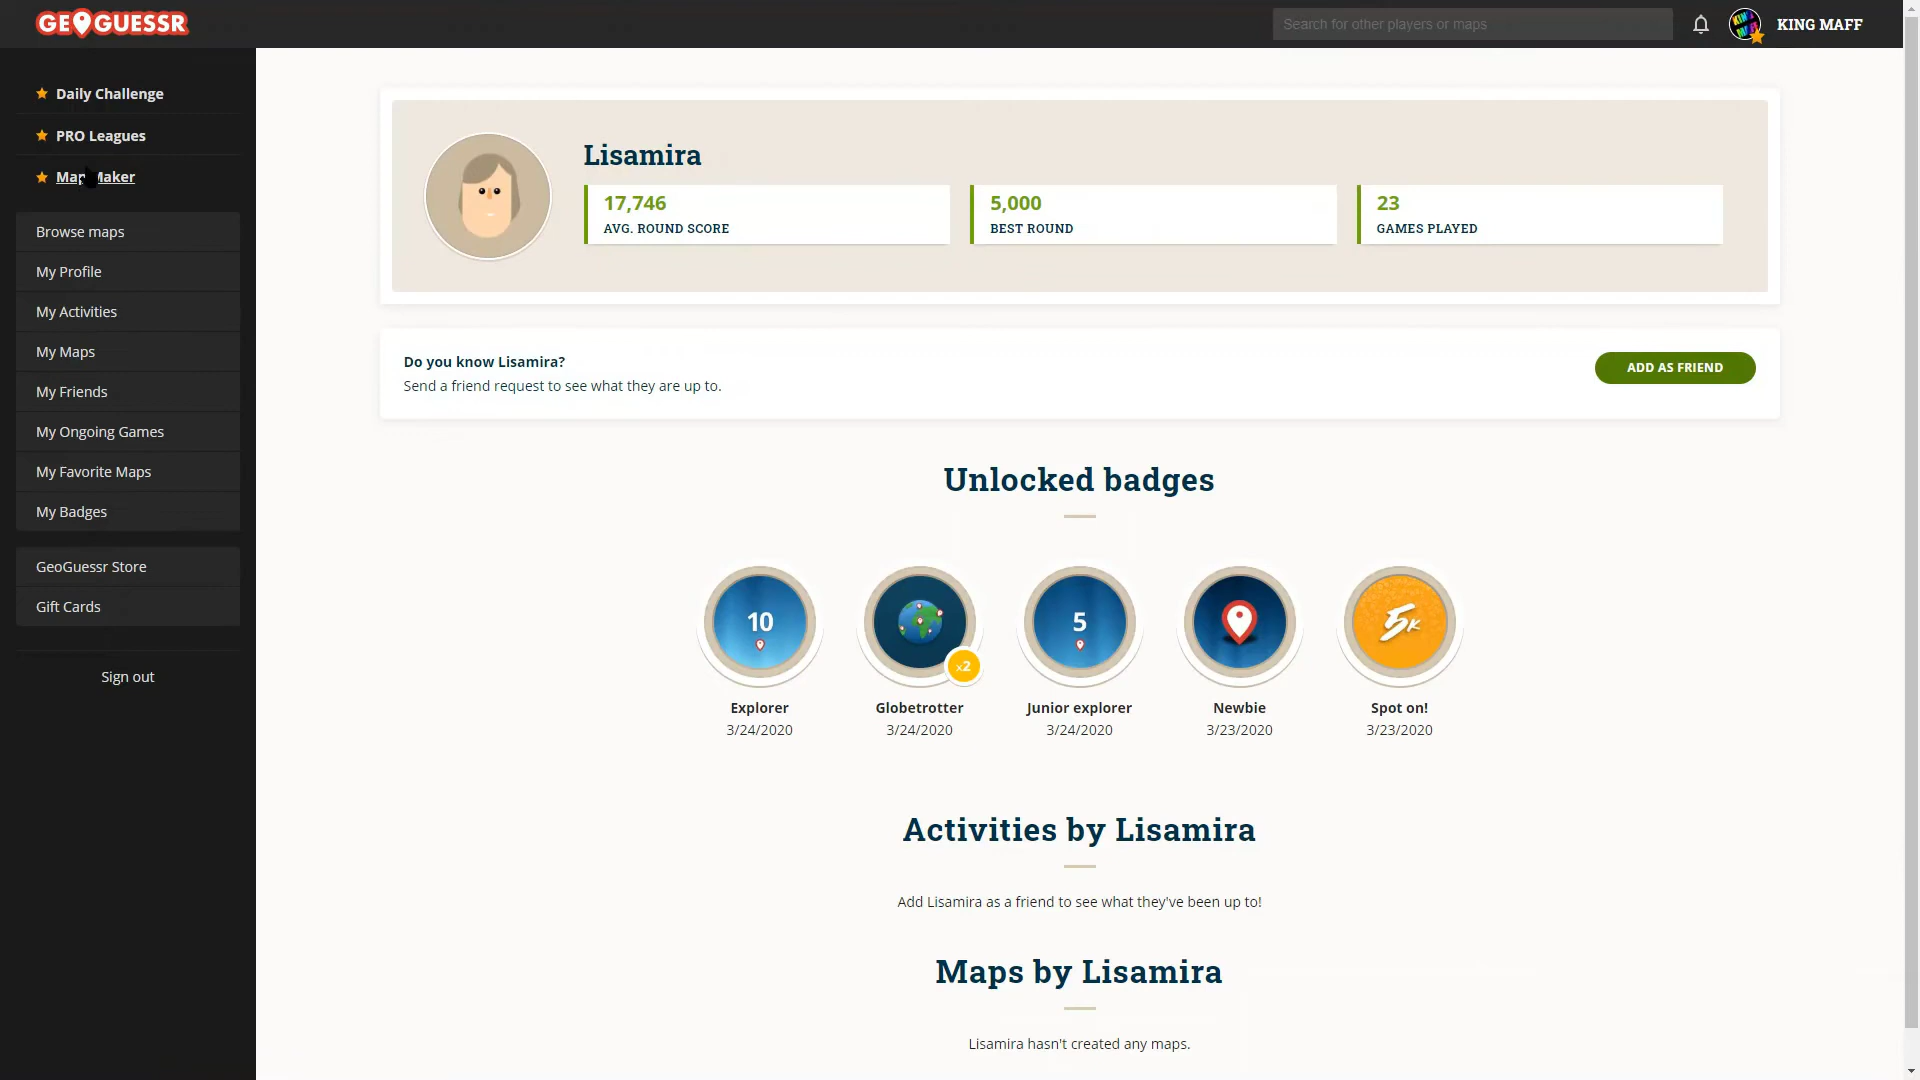 GEOGUESSR
Search for other players or maps
KING MAFF
Daily Challenge
PRO Leagues
Map Maker
Browse maps
My Profile
My Activities
My Maps
My Friends
My Ongoing Games
My Favorite Maps
My Badges
GeoGuessr Store
Gift Cards
Sign out
Lisamira
17,746
AVG. ROUND SCORE
5,000
BEST ROUND
23
GAMES PLAYED
Do you know Lisamira?
Send a friend request to see what they are up to.
ADD AS FRIEND
Unlocked badges
10
x2
5
5K
Explorer
3/24/2020
Globetrotter
3/24/2020
Junior explorer
3/24/2020
Newbie
3/23/2020
Spot on!
3/23/2020
Activities by Lisamira
Add Lisamira as a friend to see what they've been up to!
Maps by Lisamira
Lisamira hasn't created any maps.